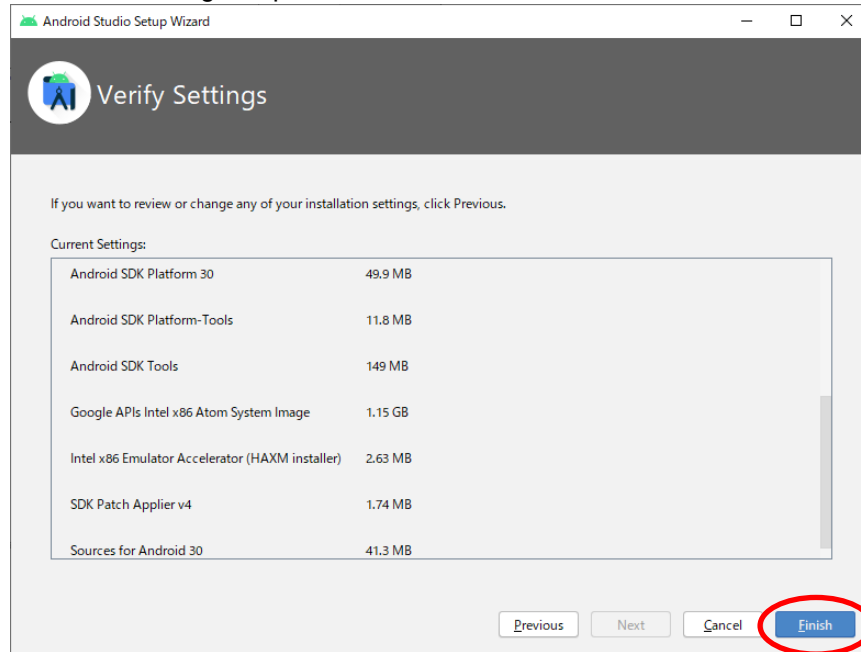 Android Studio Setup Wizard
Verify Settings
If you want to review or change any of your installation settings, click Previous.
Current Settings:
Android SDK Platform 30 49.9 MB
Android SDK Platform-Tools 11.8 MB
Android SDK Tools 149 MB
Google APIs Intel x86 Atom System Image 1.15 GB
Intel x86 Emulator Accelerator (HAXM installer) 2.63 MB
SDK Patch Applier v4 1.74 MB
Sources for Android 30 41.3 MB
Previous Next Cancel Finish